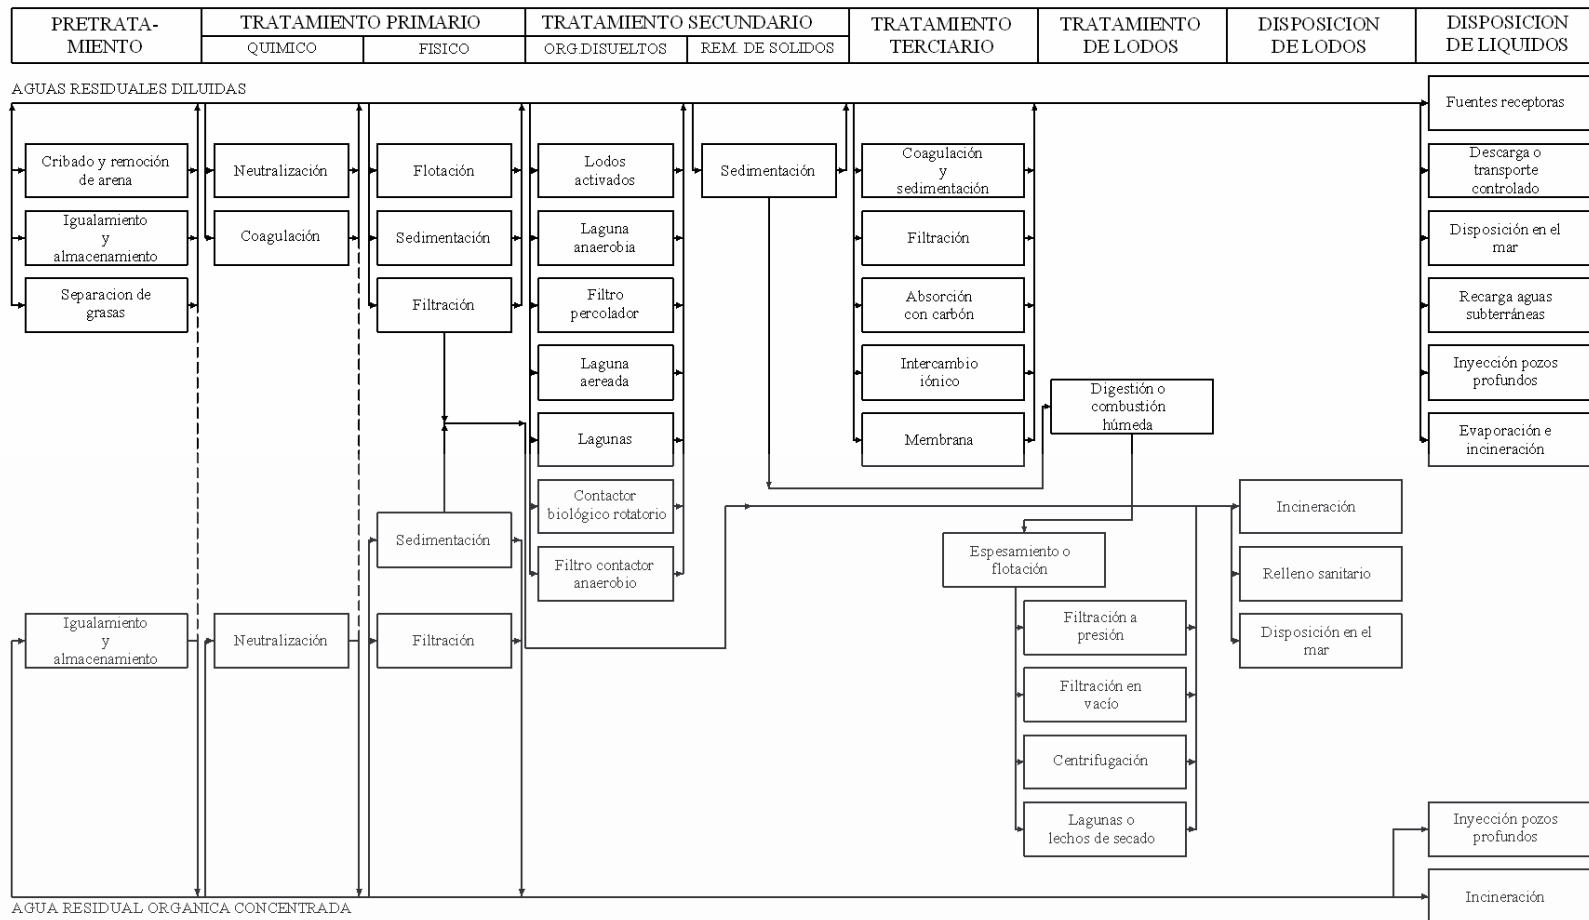 PRETRATA-
MIENTO
TRATAMIENTO PRIMARIO
QUIMICO
FISICO
TRATAMIENTO SECUNDARIO
ORG.DISUELTOS
REM. DE SOLIDOS
TRATAMIENTO
TERCIARIO
TRATAMIENTO
DE LODOS
DISPOSICION
DE LODOS
DISPOSICION
DE LIQUIDOS
AGUAS RESIDUALES DILUIDAS
Cribado y remoción
de arena
Igualamiento
y
almacenamiento
Separacion de
grasas
Neutralización
Coagulación
Flotación
Sedimentación
Filtración
Lodos
activados
Laguna
anaerobia
Filtro
percolador
Laguna
aereada
Lagunas
Contactor
biológico rotatorio
Filtro contactor
anaerobio
Sedimentación
Coagulación
y
sedimentación
Filtración
Absorción
con carbón
Intercambio
iónico
Membrana
Digestión o
combustión
húmeda
Espesamiento o
flotación
Filtración a
presión
Filtración en
vacío
Centrifugación
Lagunas o
lechos de secado
Incineración
Relleno sanitario
Disposición en el
mar
Fuentes receptoras
Descarga o
transporte
controlado
Disposición en el
mar
Recarga aguas
subterráneas
Inyección pozos
profundos
Evaporación e
incineración
Igualamiento
y
almacenamiento
Neutralización
Sedimentación
Filtración
Inyección pozos
profundos
Incineración
AGUA RESIDUAL ORGANICA CONCENTRADA